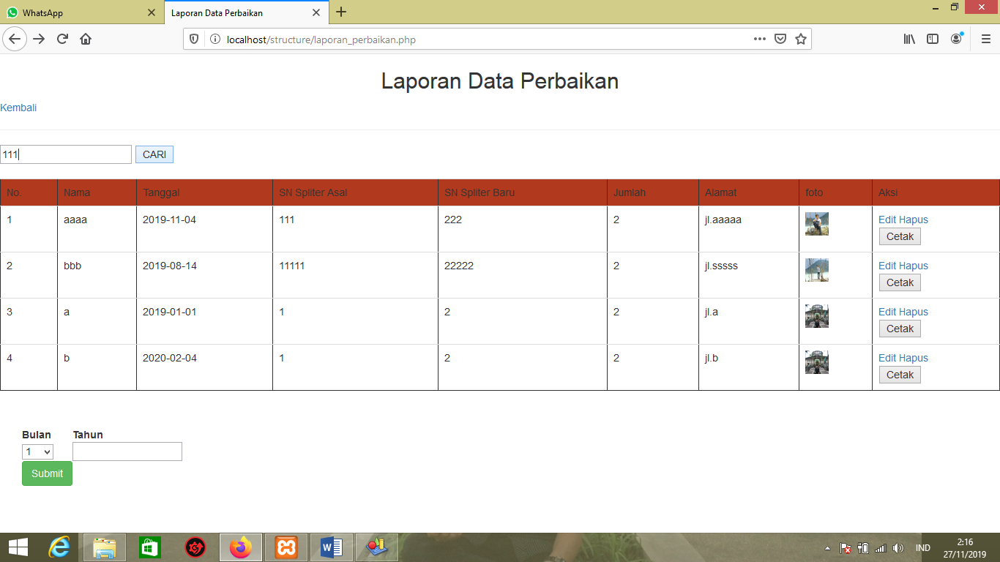 WhatsApp
Laporan Data Perbaikan
localhost/structure/laporan_perbaikan.php
Laporan Data Perbaikan
Kembali
111 CARI
No. Nama Tanggal SN Spliter Asal SN Spliter Baru Jumlah Alamat foto Aksi
1 aaaa 2019-11-04 111 222 2 jl.aaaaa Edit Hapus
Cetak
2 bbb 2019-08-14 11111 22222 2 jl.sssss Edit Hapus
Cetak
3 a 2019-01-01 1 2 2 jl.a Edit Hapus
Cetak
4 b 2020-02-04 1 2 2 jl.b Edit Hapus
Cetak
Bulan Tahun
1
Submit
IND 2:16
27/11/2019